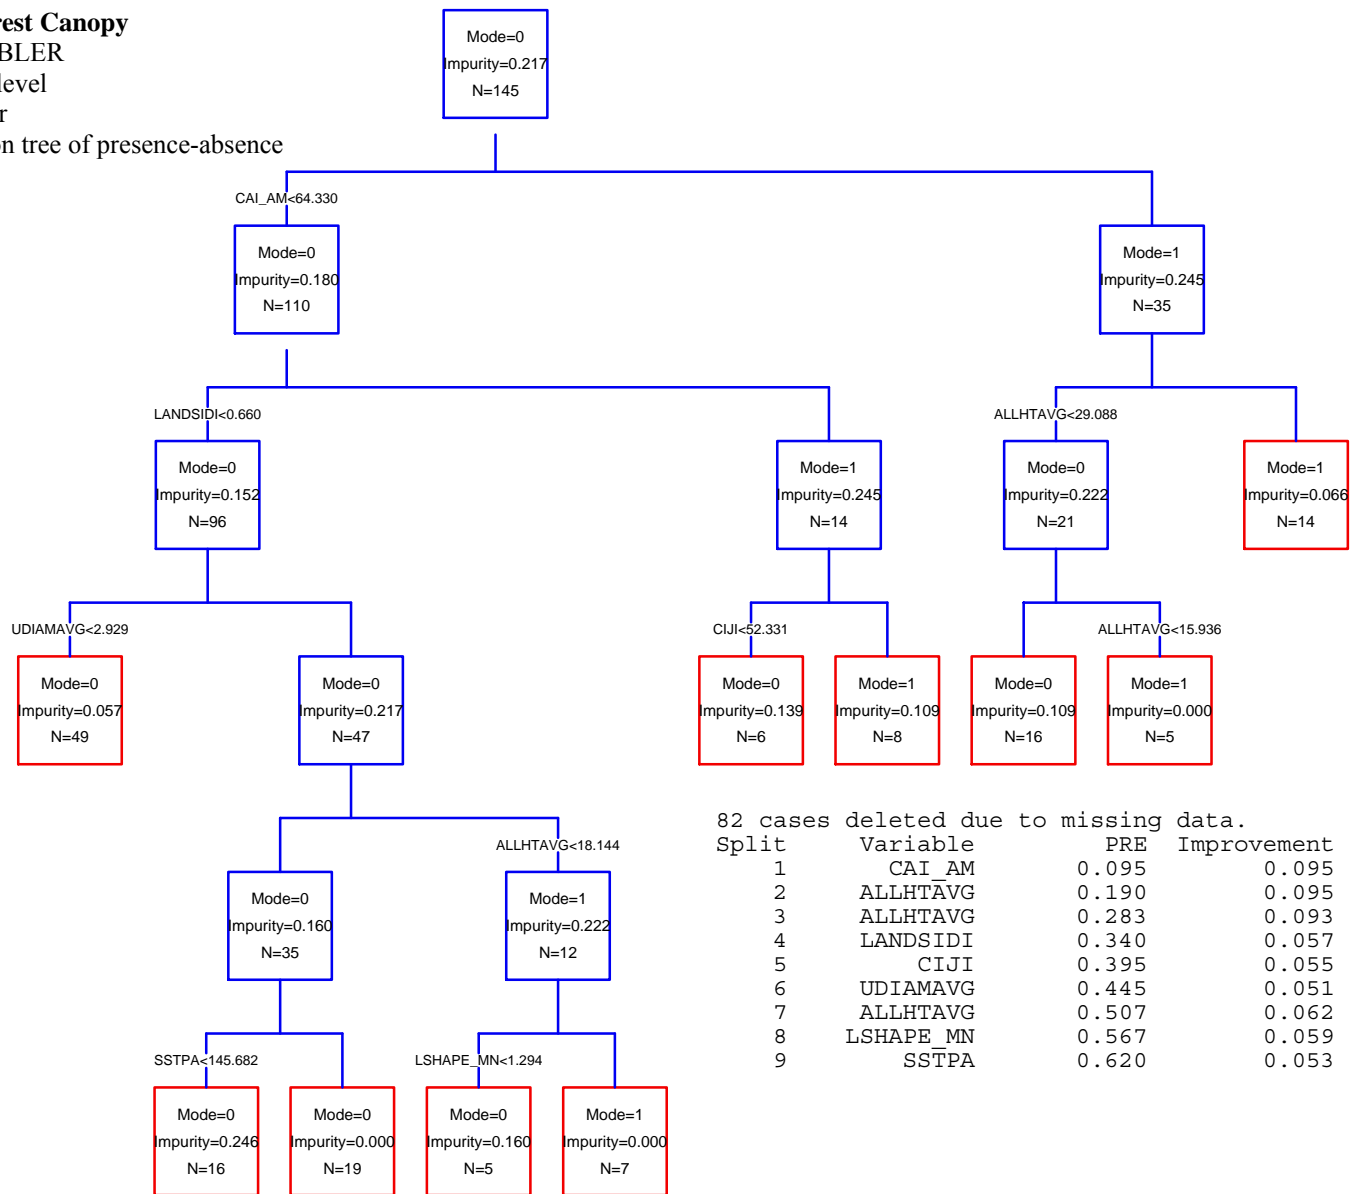 rest Canopy
BLER
level
r
on tree of presence-absence
Mode=0
Impurity=0.217
N=145
CAI_AM<64.330
Mode=0
Impurity=0.180
N=110
Mode=1
Impurity=0.245
N=35
LANDSIDI<0.660
ALLHTAVG<29.088
Mode=0
Impurity=0.152
N=96
Mode=1
Impurity=0.245
N=14
Mode=0
Impurity=0.222
N=21
Mode=1
Impurity=0.066
N=14
UDIAMAVG<2.929
CIJI<52.331
ALLHTAVG<15.936
Mode=0
Impurity=0.057
N=49
Mode=0
Impurity=0.217
N=47
Mode=0
Impurity=0.139
N=6
Mode=1
Impurity=0.109
N=8
Mode=0
Impurity=0.109
N=16
Mode=1
Impurity=0.000
N=5
ALLHTAVG<18.144
Mode=0
Impurity=0.160
N=35
Mode=1
Impurity=0.222
N=12
SSTPA<145.682
LSHAPE_MN<1.294
Mode=0
Impurity=0.246
N=16
Mode=0
Impurity=0.000
N=19
Mode=0
Impurity=0.160
N=5
Mode=1
Impurity=0.000
N=7
82 cases deleted due to missing data.
Split Variable PRE Improvement
1 CAI_AM 0.095 0.095
2 ALLHTAVG 0.190 0.095
3 ALLHTAVG 0.283 0.093
4 LANDSIDI 0.340 0.057
5 CIJI 0.395 0.055
6 UDIAMAVG 0.445 0.051
7 ALLHTAVG 0.507 0.062
8 LSHAPE_MN 0.567 0.059
9 SSTPA 0.620 0.053